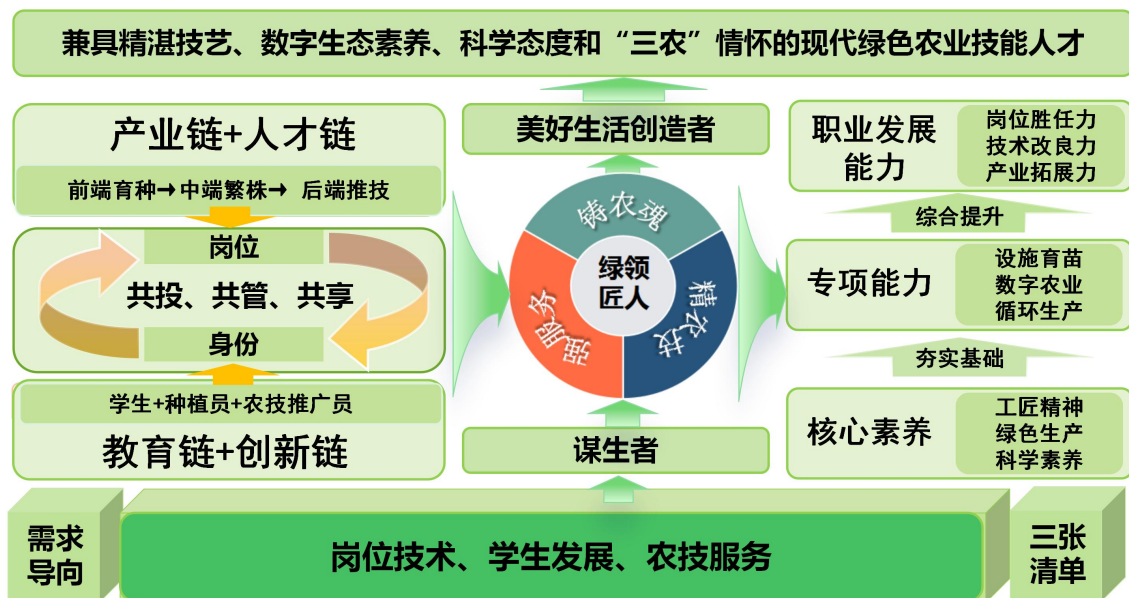 兼具精湛技艺、数字生态素养、科学态度和“三农”情怀的现代绿色农业技能人才
产业链+人才链
前端育种→中端繁株→ 后端推技
岗位
共投、共管、共享
身份
学生+种植员+农技推广员
教育链+创新链
美好生活创造者
铸农魂
精农技
强服务
绿领
匠人
谋生者
职业发展
能力
岗位胜任力
技术改良力
产业拓展力
综合提升
专项能力
设施育苗
数字农业
循环生产
夯实基础
核心素养
工匠精神
绿色生产
科学素养
需求
导向
岗位技术、学生发展、农技服务
三张
清单